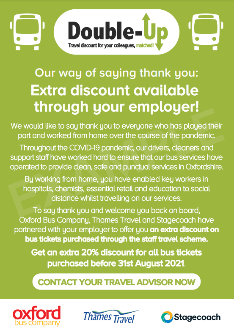 Double-Up
Travel discount for your colleagues, matched!
Our way of saying thank you:
Extra discount available
through your employer!
We would like to say thank you to everyone who has played their
part and worked from home over the course of the pandemic.
Throughout the COVID-19 pandemic, our drivers, cleaners and
support staff have worked hard to ensure that our bus services have
operated to provide clean, safe and punctual services in Oxfordshire.
By working from home, you have enabled key workers in
hospitals, chemists, essential retail and education to social
distance whilst travelling on our services.
To say thank you and welcome you back on board,
Oxford Bus Company, Thames Travel and Stagecoach have
partnered with your employer to offer you an extra discount on
bus tickets purchased through the staff travel scheme.
Get an extra 20% discount for all bus tickets
purchased before 31st August 2021
CONTACT YOUR TRAVEL ADVISOR NOW
oxford
bus company
Thames Travel
Stagecoach